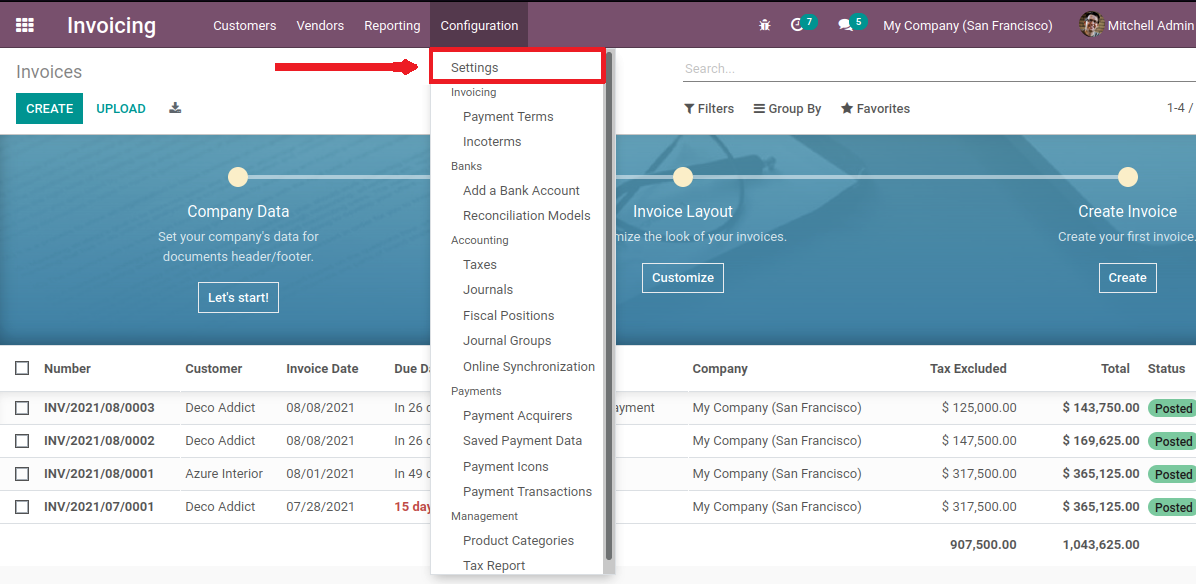 Invoicing
Customers
Vendors
Reporting
Configuration
7
5
My Company (San Francisco)
Mitchell Admin
Invoices
Search...
CREATE
UPLOAD
Filters
Group By
Favorites
1-4 /
Settings
Invoicing
Payment Terms
Incoterms
Banks
Add a Bank Account
Reconciliation Models
Accounting
Taxes
Journals
Fiscal Positions
Journal Groups
Online Synchronization
Payments
Payment Acquirers
Saved Payment Data
Payment Icons
Payment Transactions
Management
Product Categories
Tax Report
Company Data
Set your company's data for
documents header/footer.
Let's start!
Invoice Layout
mize the look of your invoices.
Customize
Create Invoice
Create your first invoice.
Create
Number Customer Invoice Date Due D Company Tax Excluded Total Status
INV/2021/08/0003 Deco Addict 08/08/2021 In 26 ayment My Company (San Francisco) $ 125,000.00 $ 143,750.00 Posted
INV/2021/08/0002 Deco Addict 08/08/2021 In 26 My Company (San Francisco) $ 147,500.00 $ 169,625.00 Posted
INV/2021/08/0001 Azure Interior 08/01/2021 In 49 My Company (San Francisco) $ 317,500.00 $ 365,125.00 Posted
INV/2021/07/0001 Deco Addict 07/28/2021 15 day My Company (San Francisco) $ 317,500.00 $ 365,125.00 Posted
907,500.00 1,043,625.00